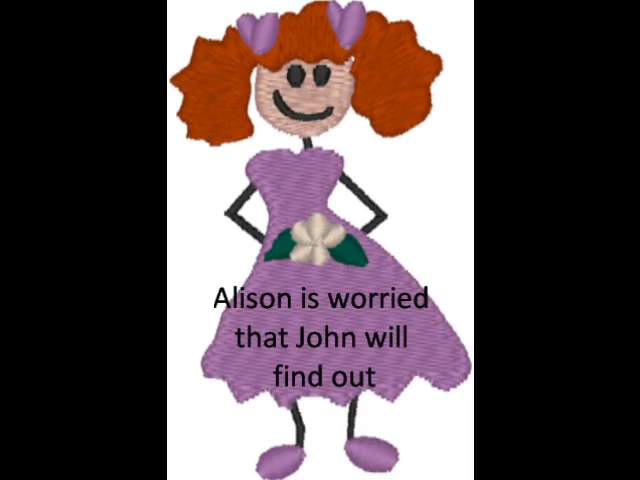 Alison is worried
that John will
find out